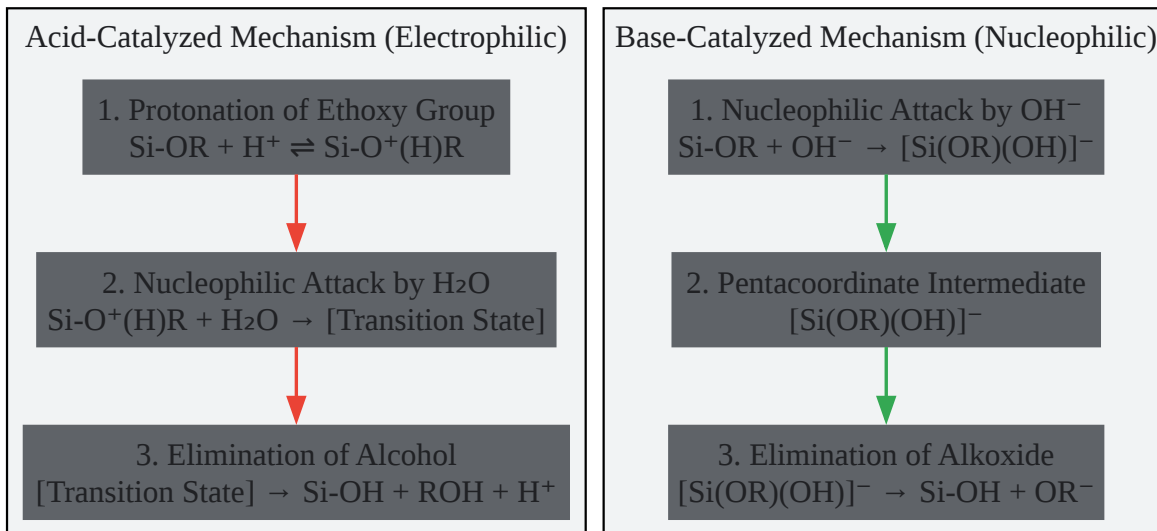 Acid-Catalyzed Mechanism (Electrophilic)
1. Protonation of Ethoxy Group
Si-OR + H⁺ ⇌ Si-O⁺(H)R
2. Nucleophilic Attack by H₂O
Si-O⁺(H)R + H₂O → [Transition State]
3. Elimination of Alcohol
[Transition State] → Si-OH + ROH + H⁺
Base-Catalyzed Mechanism (Nucleophilic)
1. Nucleophilic Attack by OH⁻
Si-OR + OH⁻ → [Si(OR)(OH)]⁻
2. Pentacoordinate Intermediate
[Si(OR)(OH)]⁻
3. Elimination of Alkoxide
[Si(OR)(OH)]⁻ → Si-OH + OR⁻